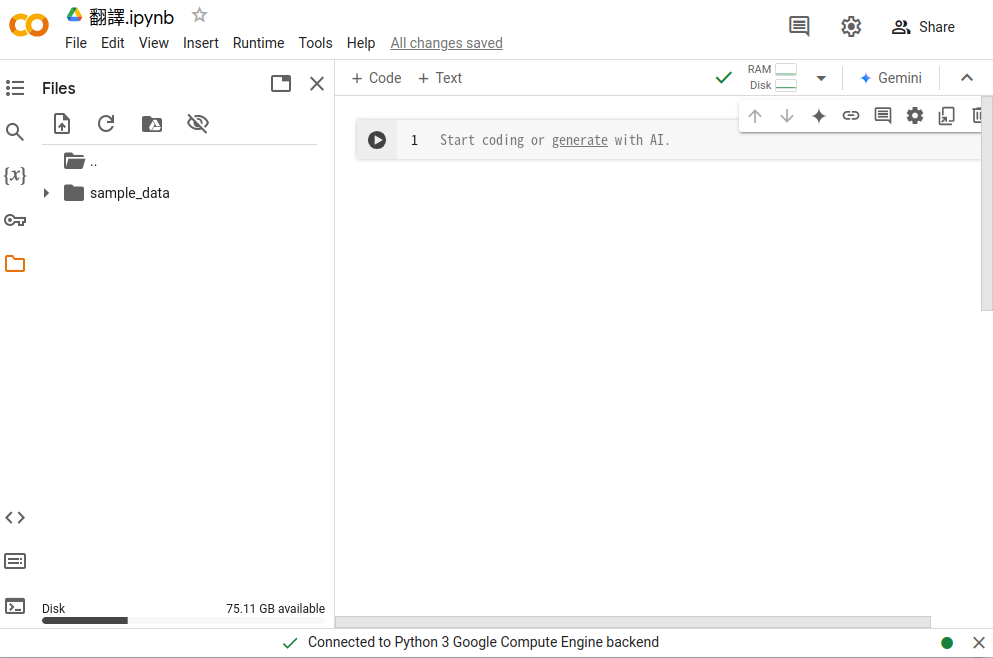 翻譯.ipynb
File Edit View Insert Runtime Tools Help All changes saved
Share
Files
+ Code + Text
RAM
Disk
Gemini
1 Start coding or generate with AI.
..
sample_data
{x}
Disk 75.11 GB available
Connected to Python 3 Google Compute Engine backend